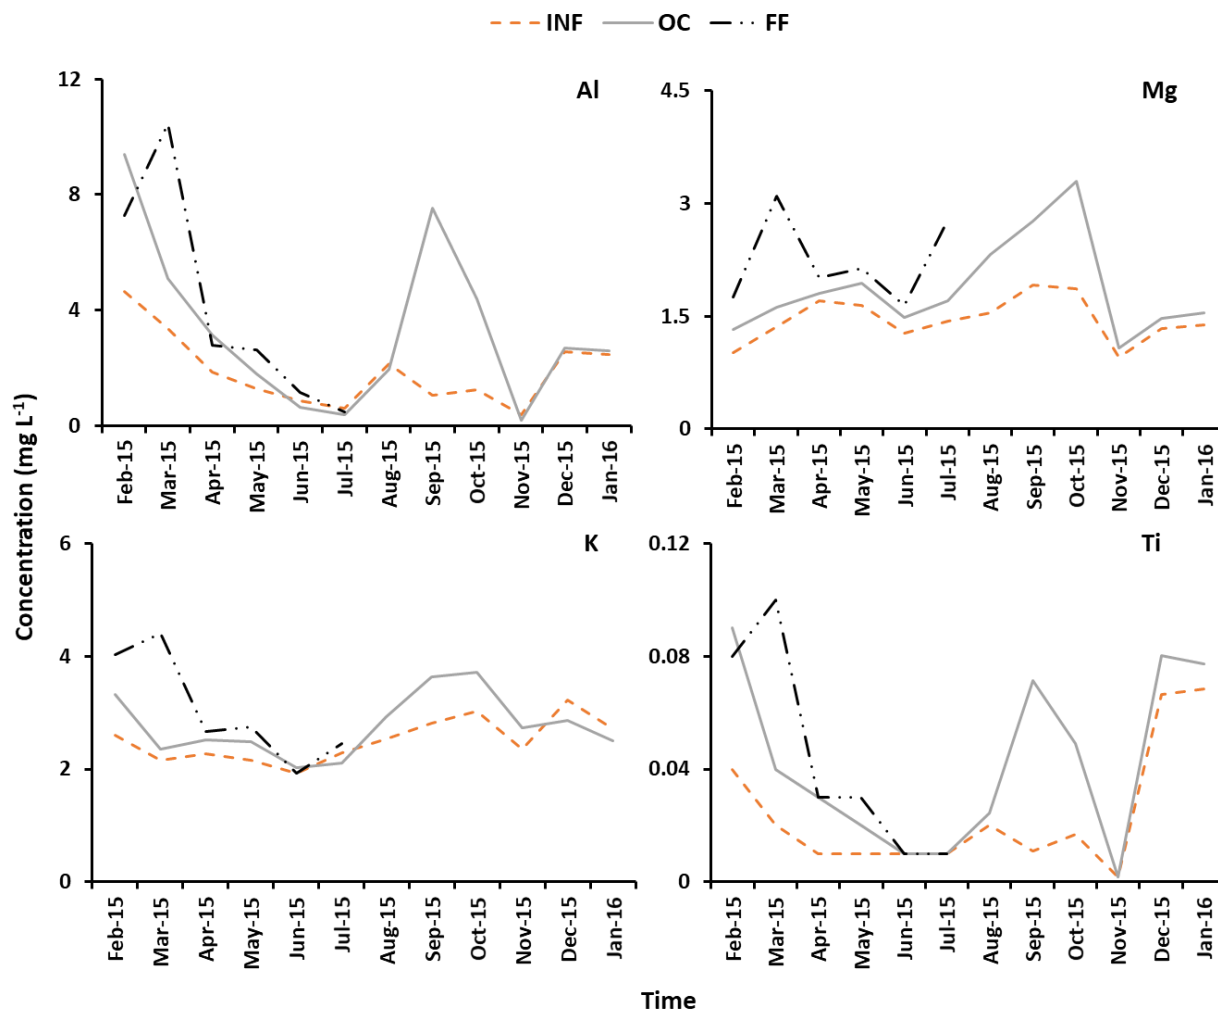 INF OC FF
Al
12
8
4
0
Feb-15 Mar-15 Apr-15 May-15 Jun-15 Jul-15 Aug-15 Sep-15 Oct-15 Nov-15 Dec-15 Jan-16
Mg
4.5
3
1.5
0
Feb-15 Mar-15 Apr-15 May-15 Jun-15 Jul-15 Aug-15 Sep-15 Oct-15 Nov-15 Dec-15 Jan-16
Concentration (mg L⁻¹)
K
6
4
2
0
Feb-15 Mar-15 Apr-15 May-15 Jun-15 Jul-15 Aug-15 Sep-15 Oct-15 Nov-15 Dec-15 Jan-16
Ti
0.12
0.08
0.04
0
Feb-15 Mar-15 Apr-15 May-15 Jun-15 Jul-15 Aug-15 Sep-15 Oct-15 Nov-15 Dec-15 Jan-16
Time